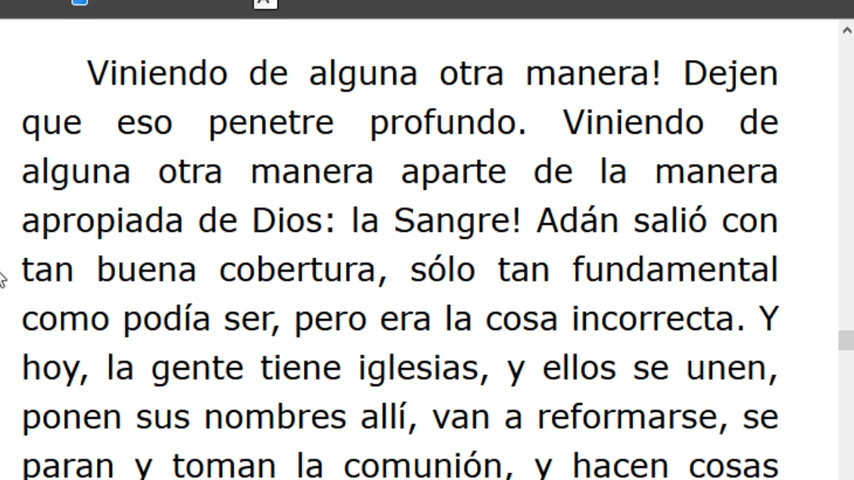 Viniendo de alguna otra manera! Dejen
que eso penetre profundo. Viniendo de
alguna otra manera aparte de la manera
apropiada de Dios: la Sangre! Adán salió con
tan buena cobertura, sólo tan fundamental
como podía ser, pero era la cosa incorrecta. Y
hoy, la gente tiene iglesias, y ellos se unen,
ponen sus nombres allí, van a reformarse, se
paran y toman la comunión, y hacen cosas